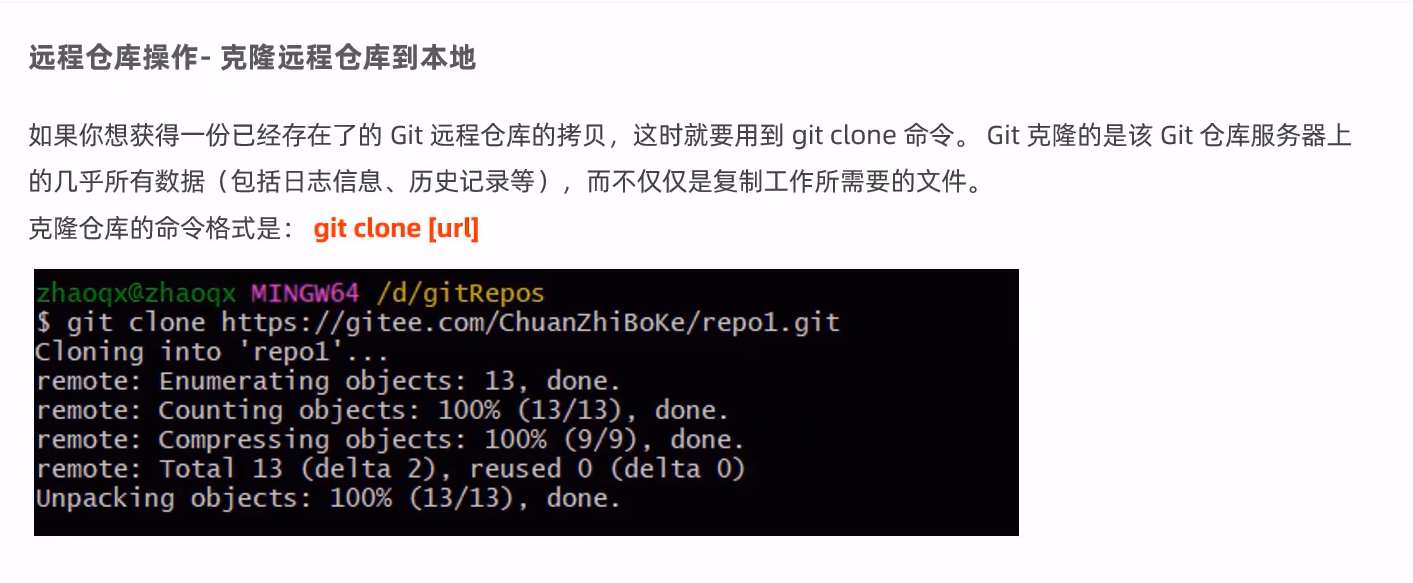 远程仓库操作- 克隆远程仓库到本地
如果你想获得一份已经存在了的 Git 远程仓库的拷贝，这时就要用到 git clone 命令。 Git 克隆的是该 Git 仓库服务器上
的几乎所有数据（包括日志信息、历史记录等），而不仅仅是复制工作所需要的文件。
克隆仓库的命令格式是： git clone [url]
zhaoqx@zhaoqx MINGW64 /d/gitRepos
$ git clone https://gitee.com/ChuanZhiBoKe/repo1.git
Cloning into 'repo1'...
remote: Enumerating objects: 13, done.
remote: Counting objects: 100% (13/13), done.
remote: Compressing objects: 100% (9/9), done.
remote: Total 13 (delta 2), reused 0 (delta 0)
Unpacking objects: 100% (13/13), done.